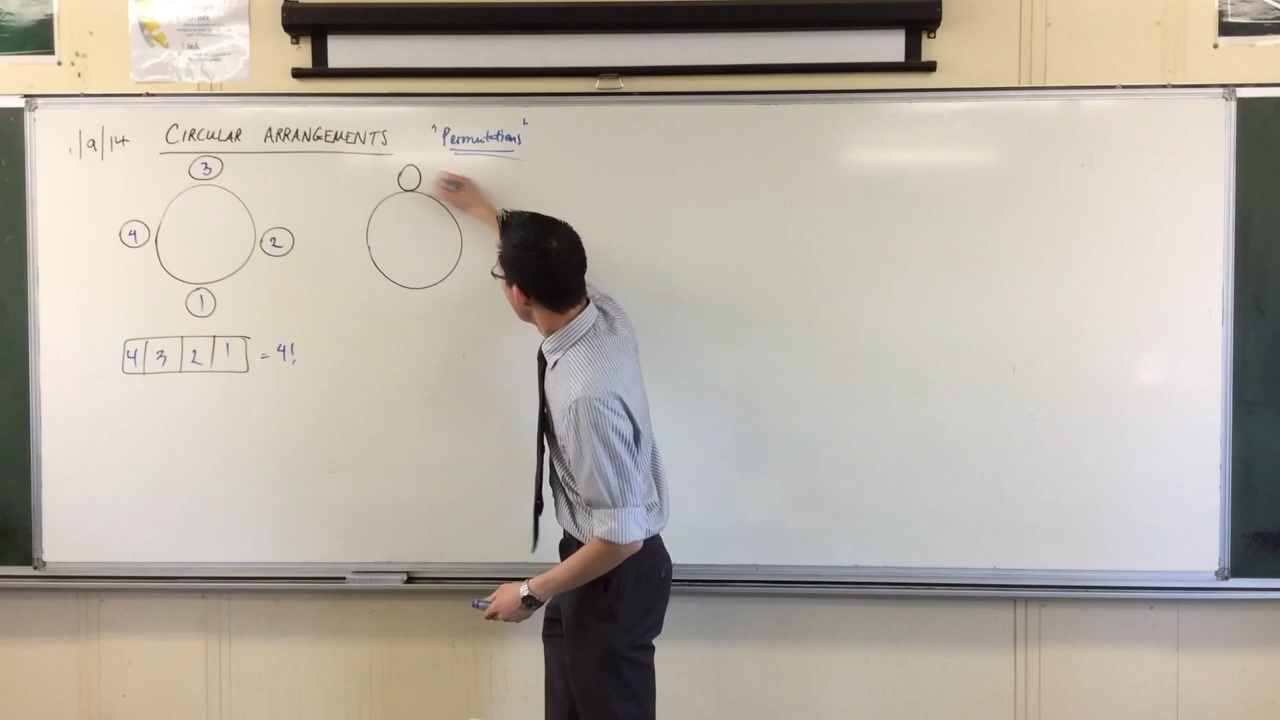 1/9/14 CIRCULAR ARRANGEMENTS "Permutations"
3
4 2
1
4 3 2 1 = 4!